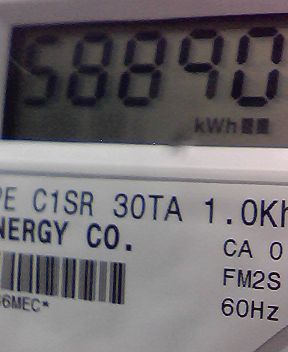 58890
kWh
PE C1SR 30TA 1.0Kh
NERGY CO.
CA 0
FM2S
6MEC*
60Hz